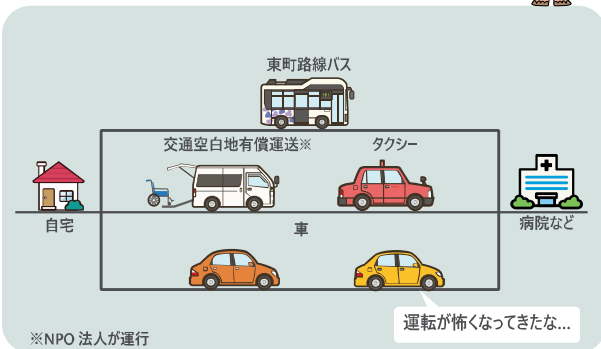 東町路線バス
交通空白地有償運送※
タクシー
自宅
車
病院など
運転が怖くなってきたな...
※NPO 法人が運行